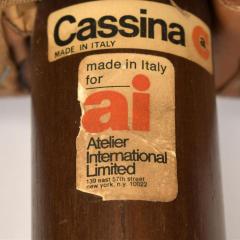 Cassina a
MADE IN ITALY
made in Italy
for
ai
Atelier
International
Limited
139 east 57th street
new york, n.y. 10022